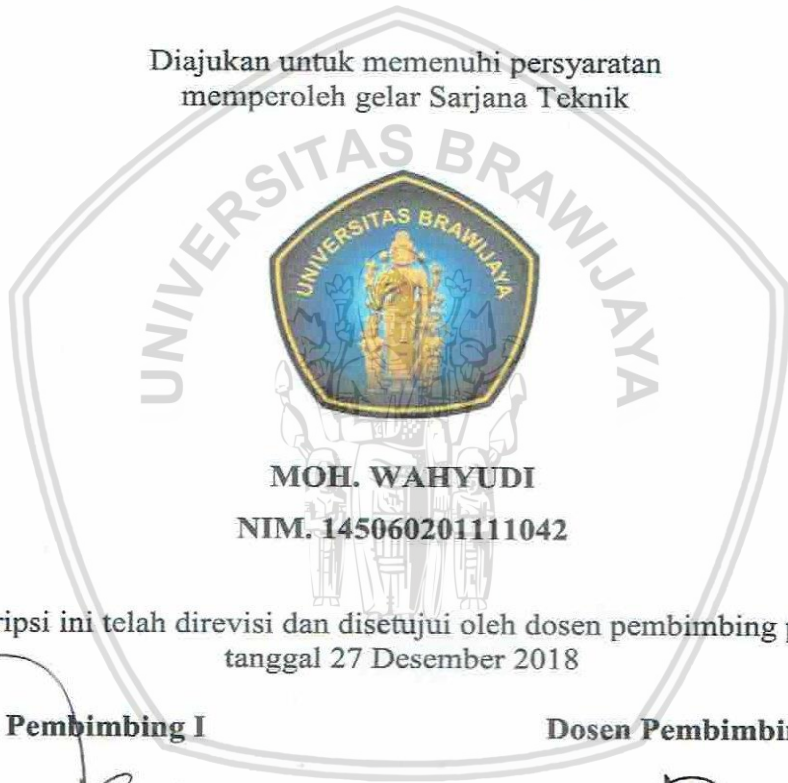 Diajukan untuk memenuhi persyaratan
memperoleh gelar Sarjana Teknik
UNIVERSITAS BRAWIJAYA
UNIVERSITAS BRAWIJAYA
MOH. WAHYUDI
NIM. 145060201111042
ripsi ini telah direvisi dan disetujui oleh dosen pembimbing p
tanggal 27 Desember 2018
Pembimbing I
Dosen Pembimbin